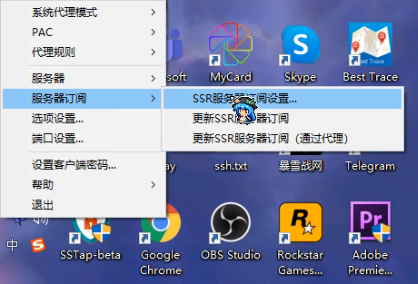 系统代理模式
PAC
代理规则
服务器
服务器订阅
选项设置...
端口设置...
设置客户端密码...
帮助
退出
SSR服务器订阅设置...
更新SSR服务器订阅
更新SSR服务器订阅（通过代理）
soft
MyCard
Skype
Best Trace
ssh.txt
暴雪战网
Telegram
中
SSTap-beta
Google
Chrome
OBS Studio
Rockstar
Games...
Adobe
Premie...